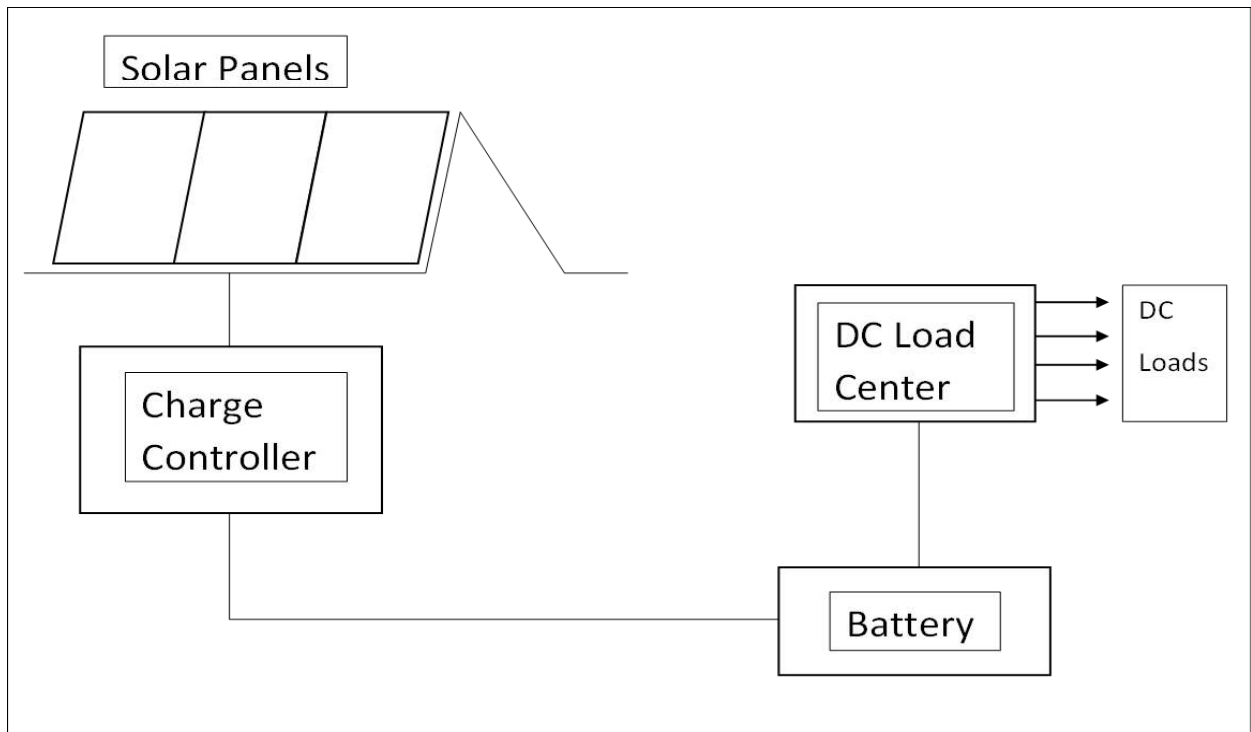 Solar Panels
Charge
Controller
DC Load
Center
DC
Loads
Battery